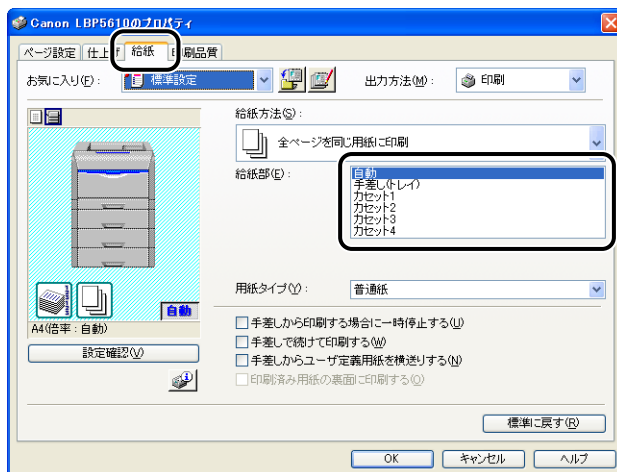 Canon LBP5610のプロパティ
ページ設定 仕上げ 給紙 印刷品質
お気に入り(F): 標準設定 出力方法(M): 印刷
給紙方法(S):
全ページを同じ用紙に印刷
給紙部(E):
自動
手差し(トレイ)
カセット1
カセット2
カセット3
カセット4
自動
用紙タイプ(Y): 普通紙
A4(倍率:自動)
設定確認(V)
手差しから印刷する場合に一時停止する(U)
手差しで続けて印刷する(W)
手差しからユーザ定義用紙を横送りする(N)
印刷済み用紙の裏面に印刷する(O)
標準に戻す(R)
OK キャンセル ヘルプ